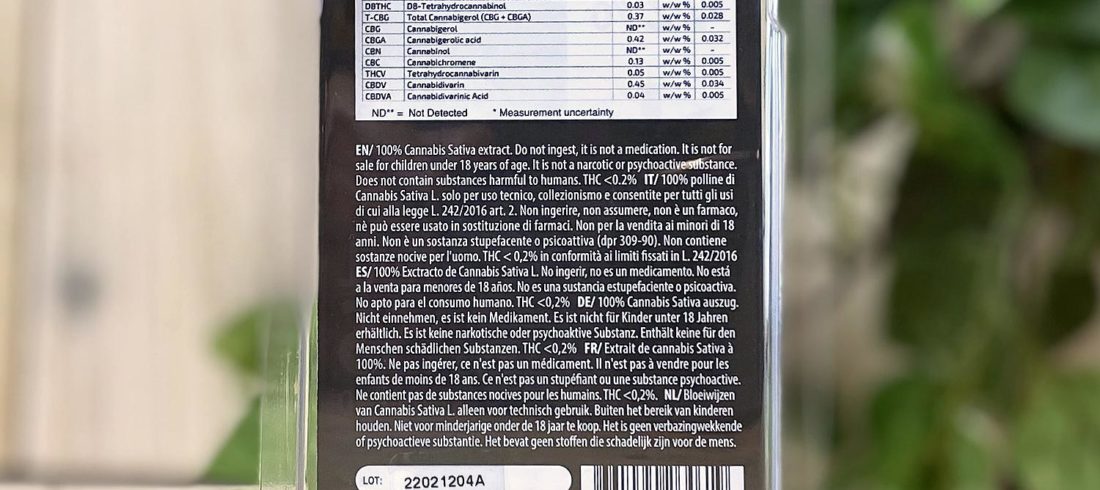 D8THC D8-Tetrahydrocannabinol 0.03 w/w % 0.005
T-CBG Total Cannabigerol (CBG + CBGA) 0.37 w/w % 0.028
CBG Cannabigerol ND** w/w % -
CBGA Cannabigerolic acid 0.42 w/w % 0.032
CBN Cannabinol ND** w/w % -
CBC Cannabichromene 0.13 w/w % 0.005
THCV Tetrahydrocannabivarin 0.05 w/w % 0.005
CBDV Cannabidivarin 0.45 w/w % 0.034
CBDVA Cannabidivarinic Acid 0.04 w/w % 0.005
ND** = Not Detected * Measurement uncertainty
EN/ 100% Cannabis Sativa extract. Do not ingest, it is not a medication. It is not for
sale for children under 18 years of age. It is not a narcotic or psychoactive substance.
Does not contain substances harmful to humans. THC <0.2% IT/ 100% polline di
Cannabis Sativa L. solo per uso tecnico, collezionismo e consentite per tutti gli usi
di cui alla legge L. 242/2016 art. 2. Non ingerire, non assumere, non è un farmaco,
nè può essere usato in sostituzione di farmaci. Non per la vendita ai minori di 18
anni. Non è un sostanza stupefacente o psicoattiva (dpr 309-90). Non contiene
sostanze nocive per l'uomo. THC < 0,2% in conformità ai limiti fissati in L. 242/2016
ES/ 100% Exctracto de Cannabis Sativa L. No ingerir, no es un medicamento. No está
a la venta para menores de 18 años. No es una sustancia estupefaciente o psicoactiva.
No apto para el consumo humano. THC <0,2% DE/ 100% Cannabis Sativa auszug.
Nicht einnehmen, es ist kein Medikament. Es ist nicht für Kinder unter 18 Jahren
erhältlich. Es ist keine narkotische oder psychoaktive Substanz. Enthält keine für den
Menschen schädlichen Substanzen. THC <0,2% FR/ Extrait de cannabis Sativa à
100%. Ne pas ingérer, ce n'est pas un médicament. Il n'est pas à vendre pour les
enfants de moins de 18 ans. Ce n'est pas un stupéfiant ou une substance psychoactive.
Ne contient pas de substances nocives pour les humains. THC <0,2%. NL/ Bloeiwijzen
van Cannabis Sativa L. alleen voor technisch gebruik. Buiten het bereik van kinderen
houden. Niet voor minderjarige onder de 18 jaar te koop. Het is geen verbazingwekkende
of psychoactieve substantie. Het bevat geen stoffen die schadelijk zijn voor de mens.
LOT: 22021204A